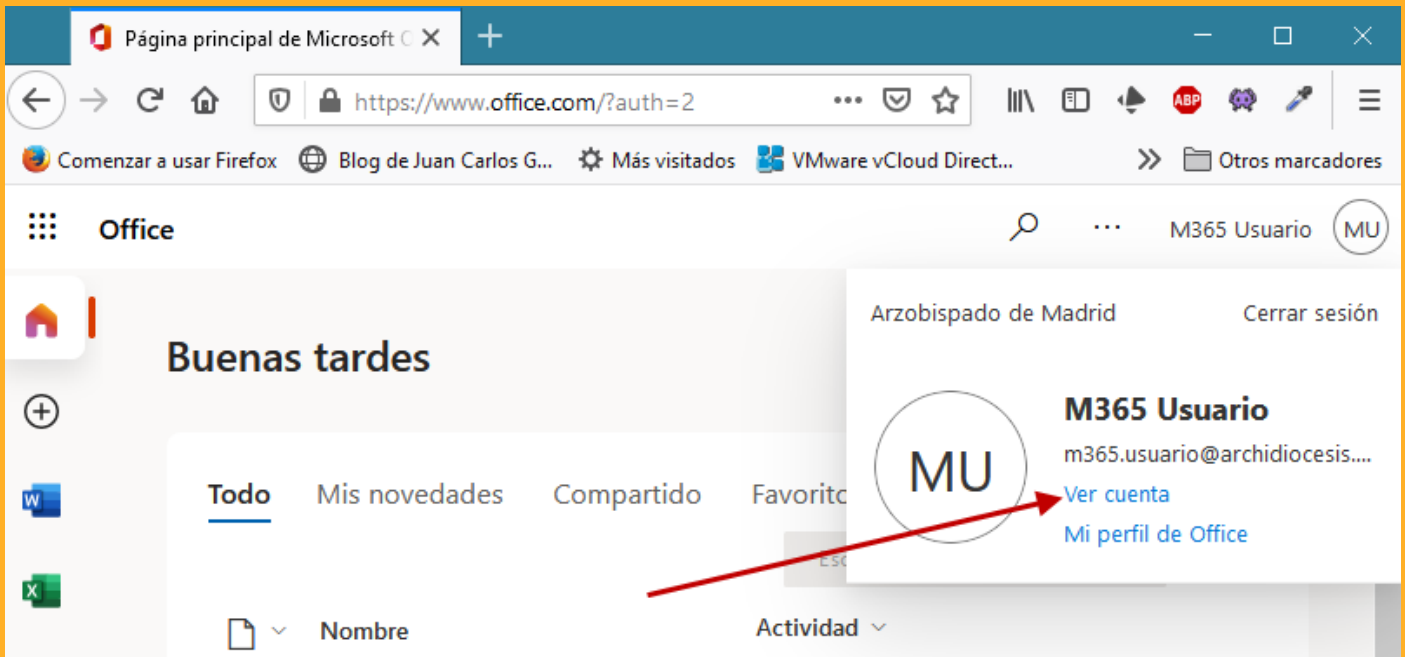 Página principal de Microsoft O
https://www.office.com/?auth=2
ABP
Comenzar a usar Firefox Blog de Juan Carlos G... Más visitados VMware vCloud Direct... Otros marcadores
Office M365 Usuario MU
Arzobispado de Madrid Cerrar sesión
Buenas tardes
MU
M365 Usuario
m365.usuario@archidiocesis....
Ver cuenta
Mi perfil de Office
Todo Mis novedades Compartido Favorito
W
Esc
X
Nombre Actividad